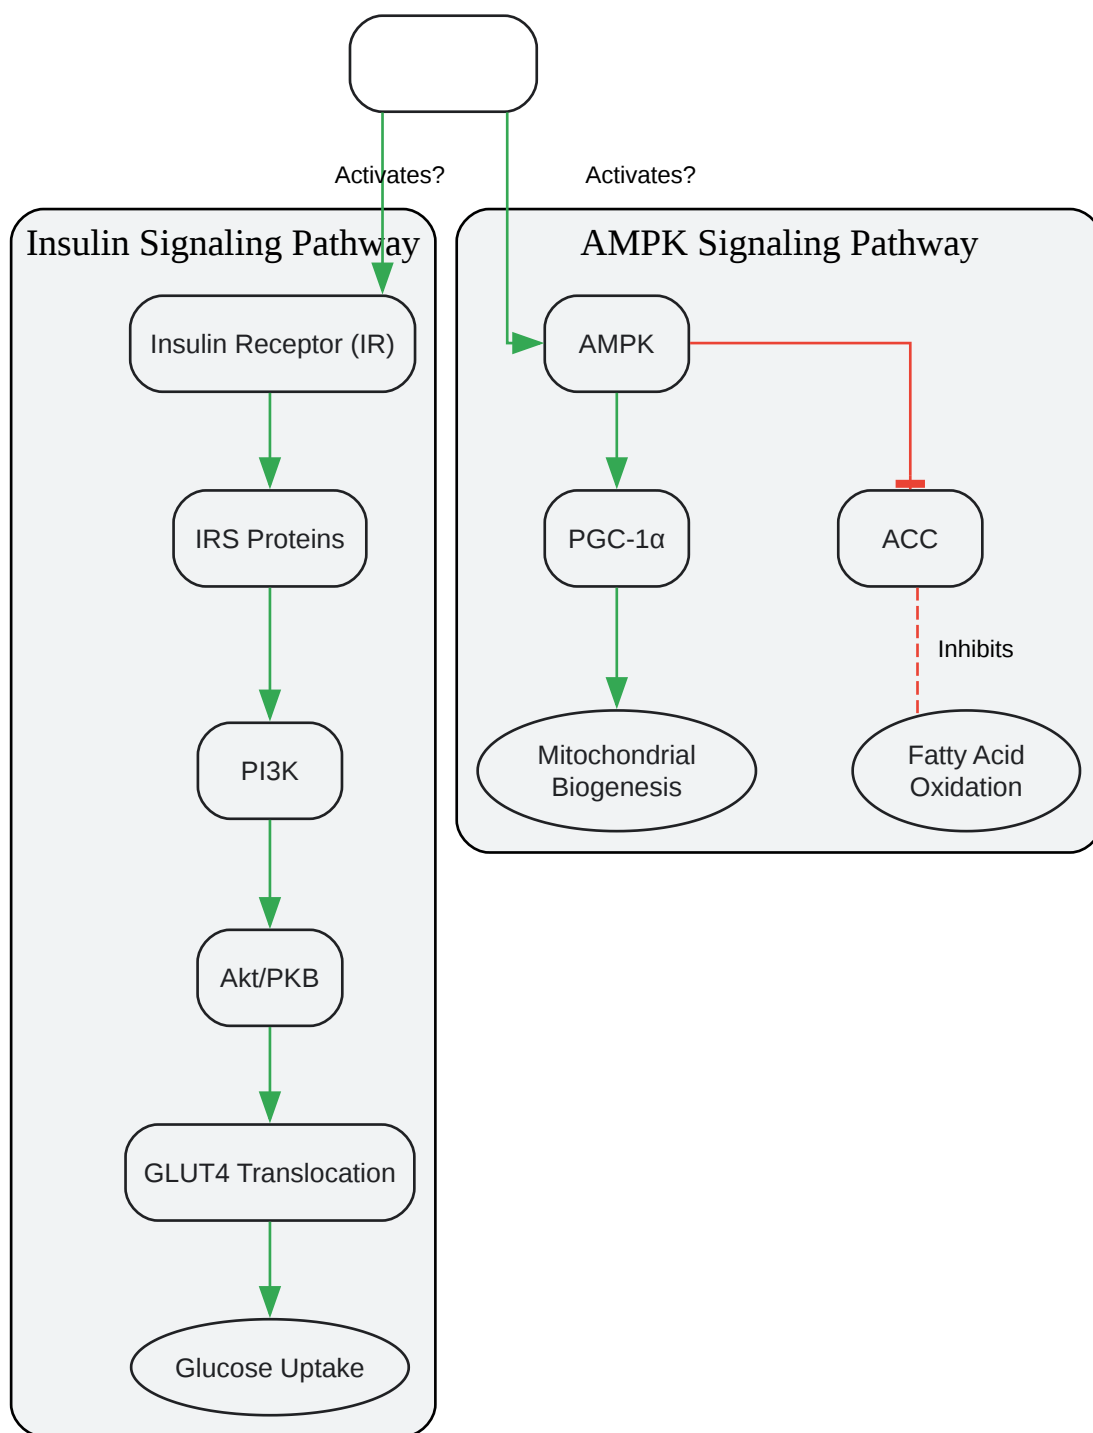 Activates?
Activates?
Insulin Signaling Pathway
AMPK Signaling Pathway
Insulin Receptor (IR)
AMPK
IRS Proteins
PGC-1α
ACC
Inhibits
PI3K
Mitochondrial
Biogenesis
Fatty Acid
Oxidation
Akt/PKB
GLUT4 Translocation
Glucose Uptake